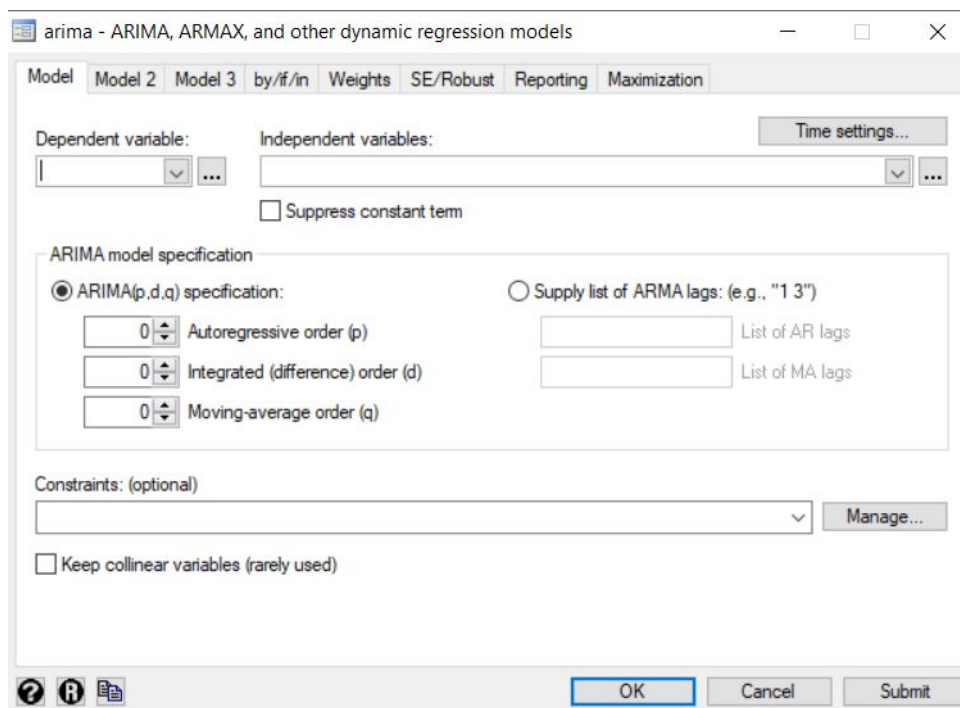 arima - ARIMA, ARMAX, and other dynamic regression models
Model Model 2 Model 3 by/if/in Weights SE/Robust Reporting Maximization
Time settings...
Dependent variable: Independent variables:
... ...
Suppress constant term
ARIMA model specification
ARIMA(p,d,q) specification: Supply list of ARMA lags: (e.g., "1 3")
0 Autoregressive order (p) List of AR lags
0 Integrated (difference) order (d) List of MA lags
0 Moving-average order (q)
Constraints: (optional)
Manage...
Keep collinear variables (rarely used)
? R OK Cancel Submit